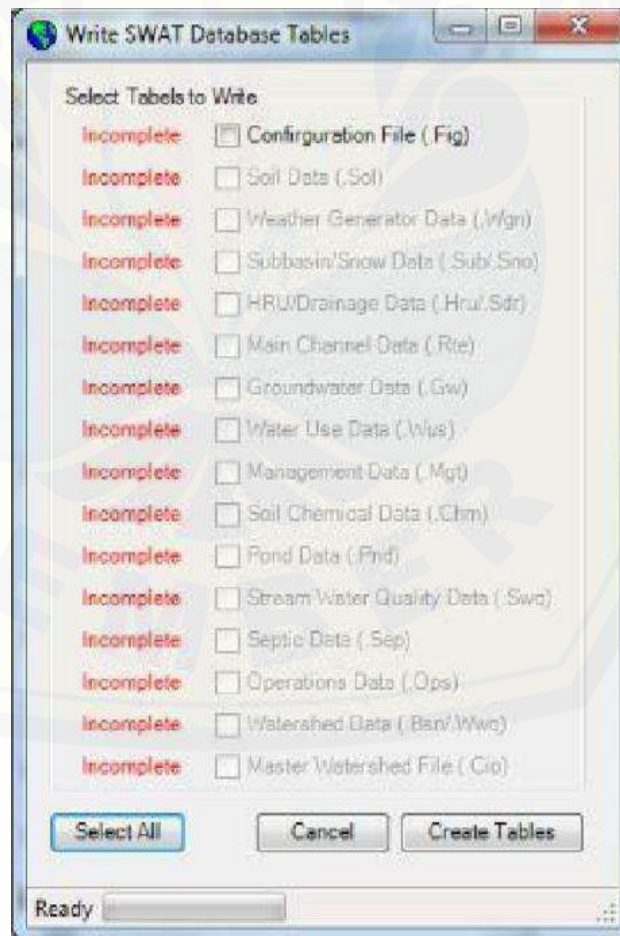 Write SWAT Database Tables
Select Tabels to Write
Incomplete Confirguration File (.Fig)
Incomplete Soil Data (.Sol)
Incomplete Weather Generator Data (.Wgn)
Incomplete Subbasin/Snow Data (.Sub/.Sno)
Incomplete HRU/Drainage Data (.Hru/.Sdr)
Incomplete Main Channel Data (.Rte)
Incomplete Groundwater Data (.Gw)
Incomplete Water Use Data (.Wus)
Incomplete Management Data (.Mgt)
Incomplete Soil Chemical Data (.Chm)
Incomplete Pond Data (.Pnd)
Incomplete Stream Water Quality Data (.Swq)
Incomplete Septic Data (.Sep)
Incomplete Operations Data (.Ops)
Incomplete Watershed Data (.Bsn/.Wwq)
Incomplete Master Watershed File (.Cio)
Select All Cancel Create Tables
Ready